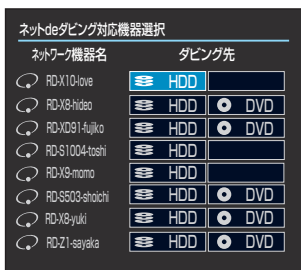 ネットdeダビング対応機器選択
ネットワーク機器名 ダビング先
RD-X10-love HDD
RD-X8-hideo HDD DVD
RD-XD91-fujiko HDD DVD
RD-S1004-toshi HDD
RD-X9-momo HDD
RD-S503-shoichi HDD DVD
RD-X8-yuki HDD DVD
RD-Z1-sayaka HDD DVD